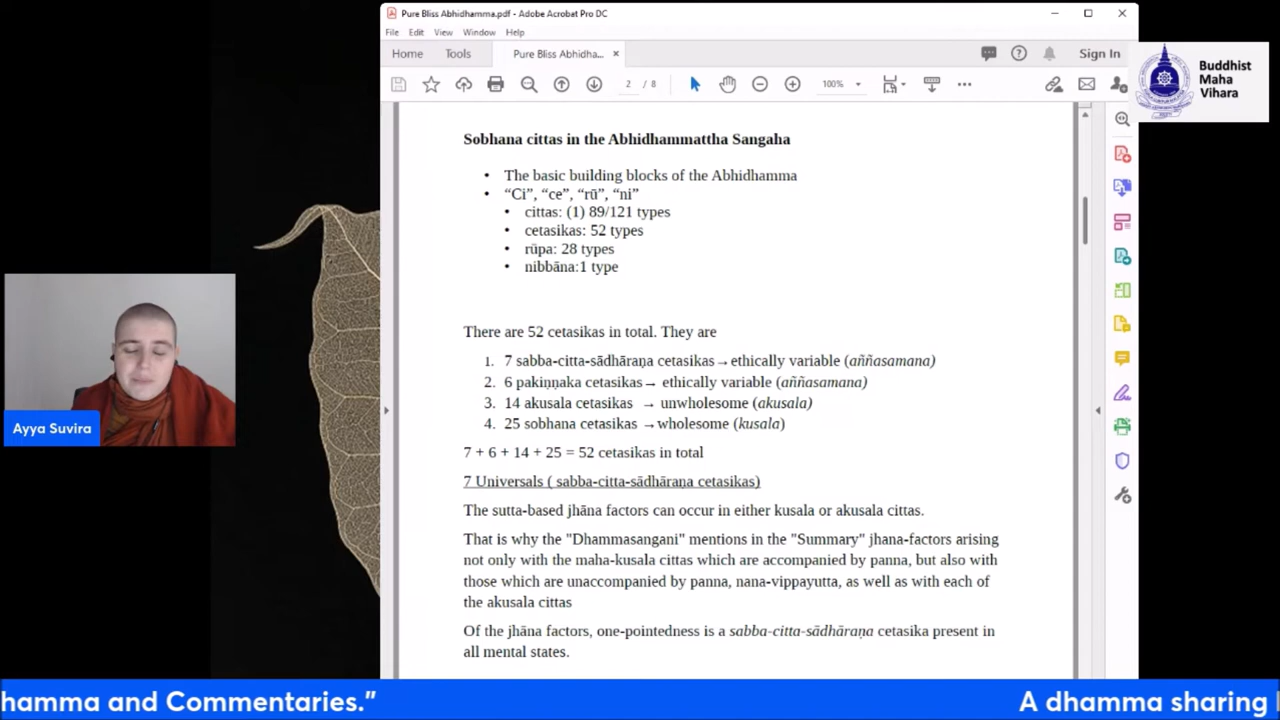 Pure Bliss Abhidhamma.pdf - Adobe Acrobat Pro DC
File Edit View Window Help
Home Tools Pure Bliss Abhidha... × Sign In
2 / 8 100%
Buddhist
Maha
Vihara
Sobhana cittas in the Abhidhammattha Sangaha
• The basic building blocks of the Abhidhamma
• “Ci”, “ce”, “rū”, “ni”
• cittas: (1) 89/121 types
• cetasikas: 52 types
• rūpa: 28 types
• nibbāna:1 type
There are 52 cetasikas in total. They are
1. 7 sabba-citta-sādhāraṇa cetasikas→ethically variable (aññasamana)
2. 6 pakiṇṇaka cetasikas→ ethically variable (aññasamana)
3. 14 akusala cetasikas → unwholesome (akusala)
4. 25 sobhana cetasikas →wholesome (kusala)
7 + 6 + 14 + 25 = 52 cetasikas in total
7 Universals ( sabba-citta-sādhāraṇa cetasikas)
The sutta-based jhāna factors can occur in either kusala or akusala cittas.
That is why the "Dhammasangani" mentions in the "Summary" jhana-factors arising
not only with the maha-kusala cittas which are accompanied by panna, but also with
those which are unaccompanied by panna, nana-vippayutta, as well as with each of
the akusala cittas
Of the jhāna factors, one-pointedness is a sabba-citta-sādhāraṇa cetasika present in
all mental states.
Ayya Suvira
hamma and Commentaries.” A dhamma sharing